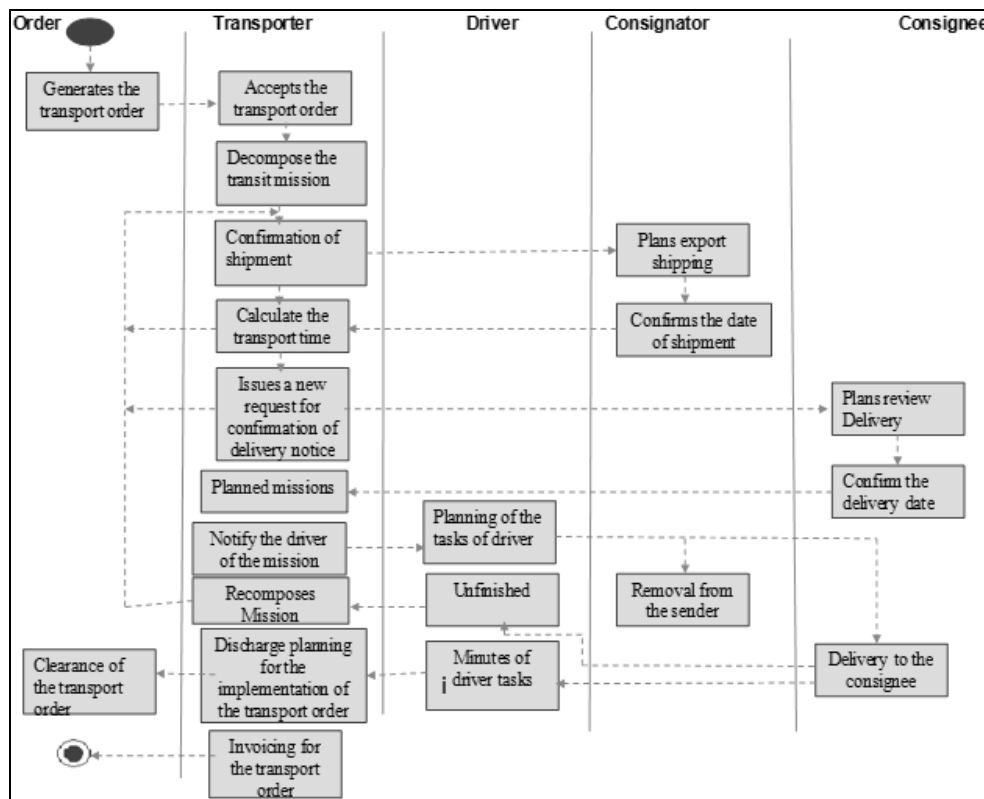 Order Transporter Driver Consignator Consignee
Generates the
transport order
Accepts the
transport order
Decompose the
transit mission
Confirmation of
shipment
Plans export
shipping
Calculate the
transport time
Confirms the date
of shipment
Issues a new
request for
confirmation of
delivery notice
Plans review
Delivery
Planned missions
Confirm the
delivery date
Notify the driver
of the mission
Planning of the
tasks of driver
Recomposes
Mission
Unfinished
Removal from
the sender
Clearance of
the transport
order
Discharge planning
for the
implementation of
the transport order
Minutes of
driver tasks
Delivery to the
consignee
Invoicing for
the transport
order